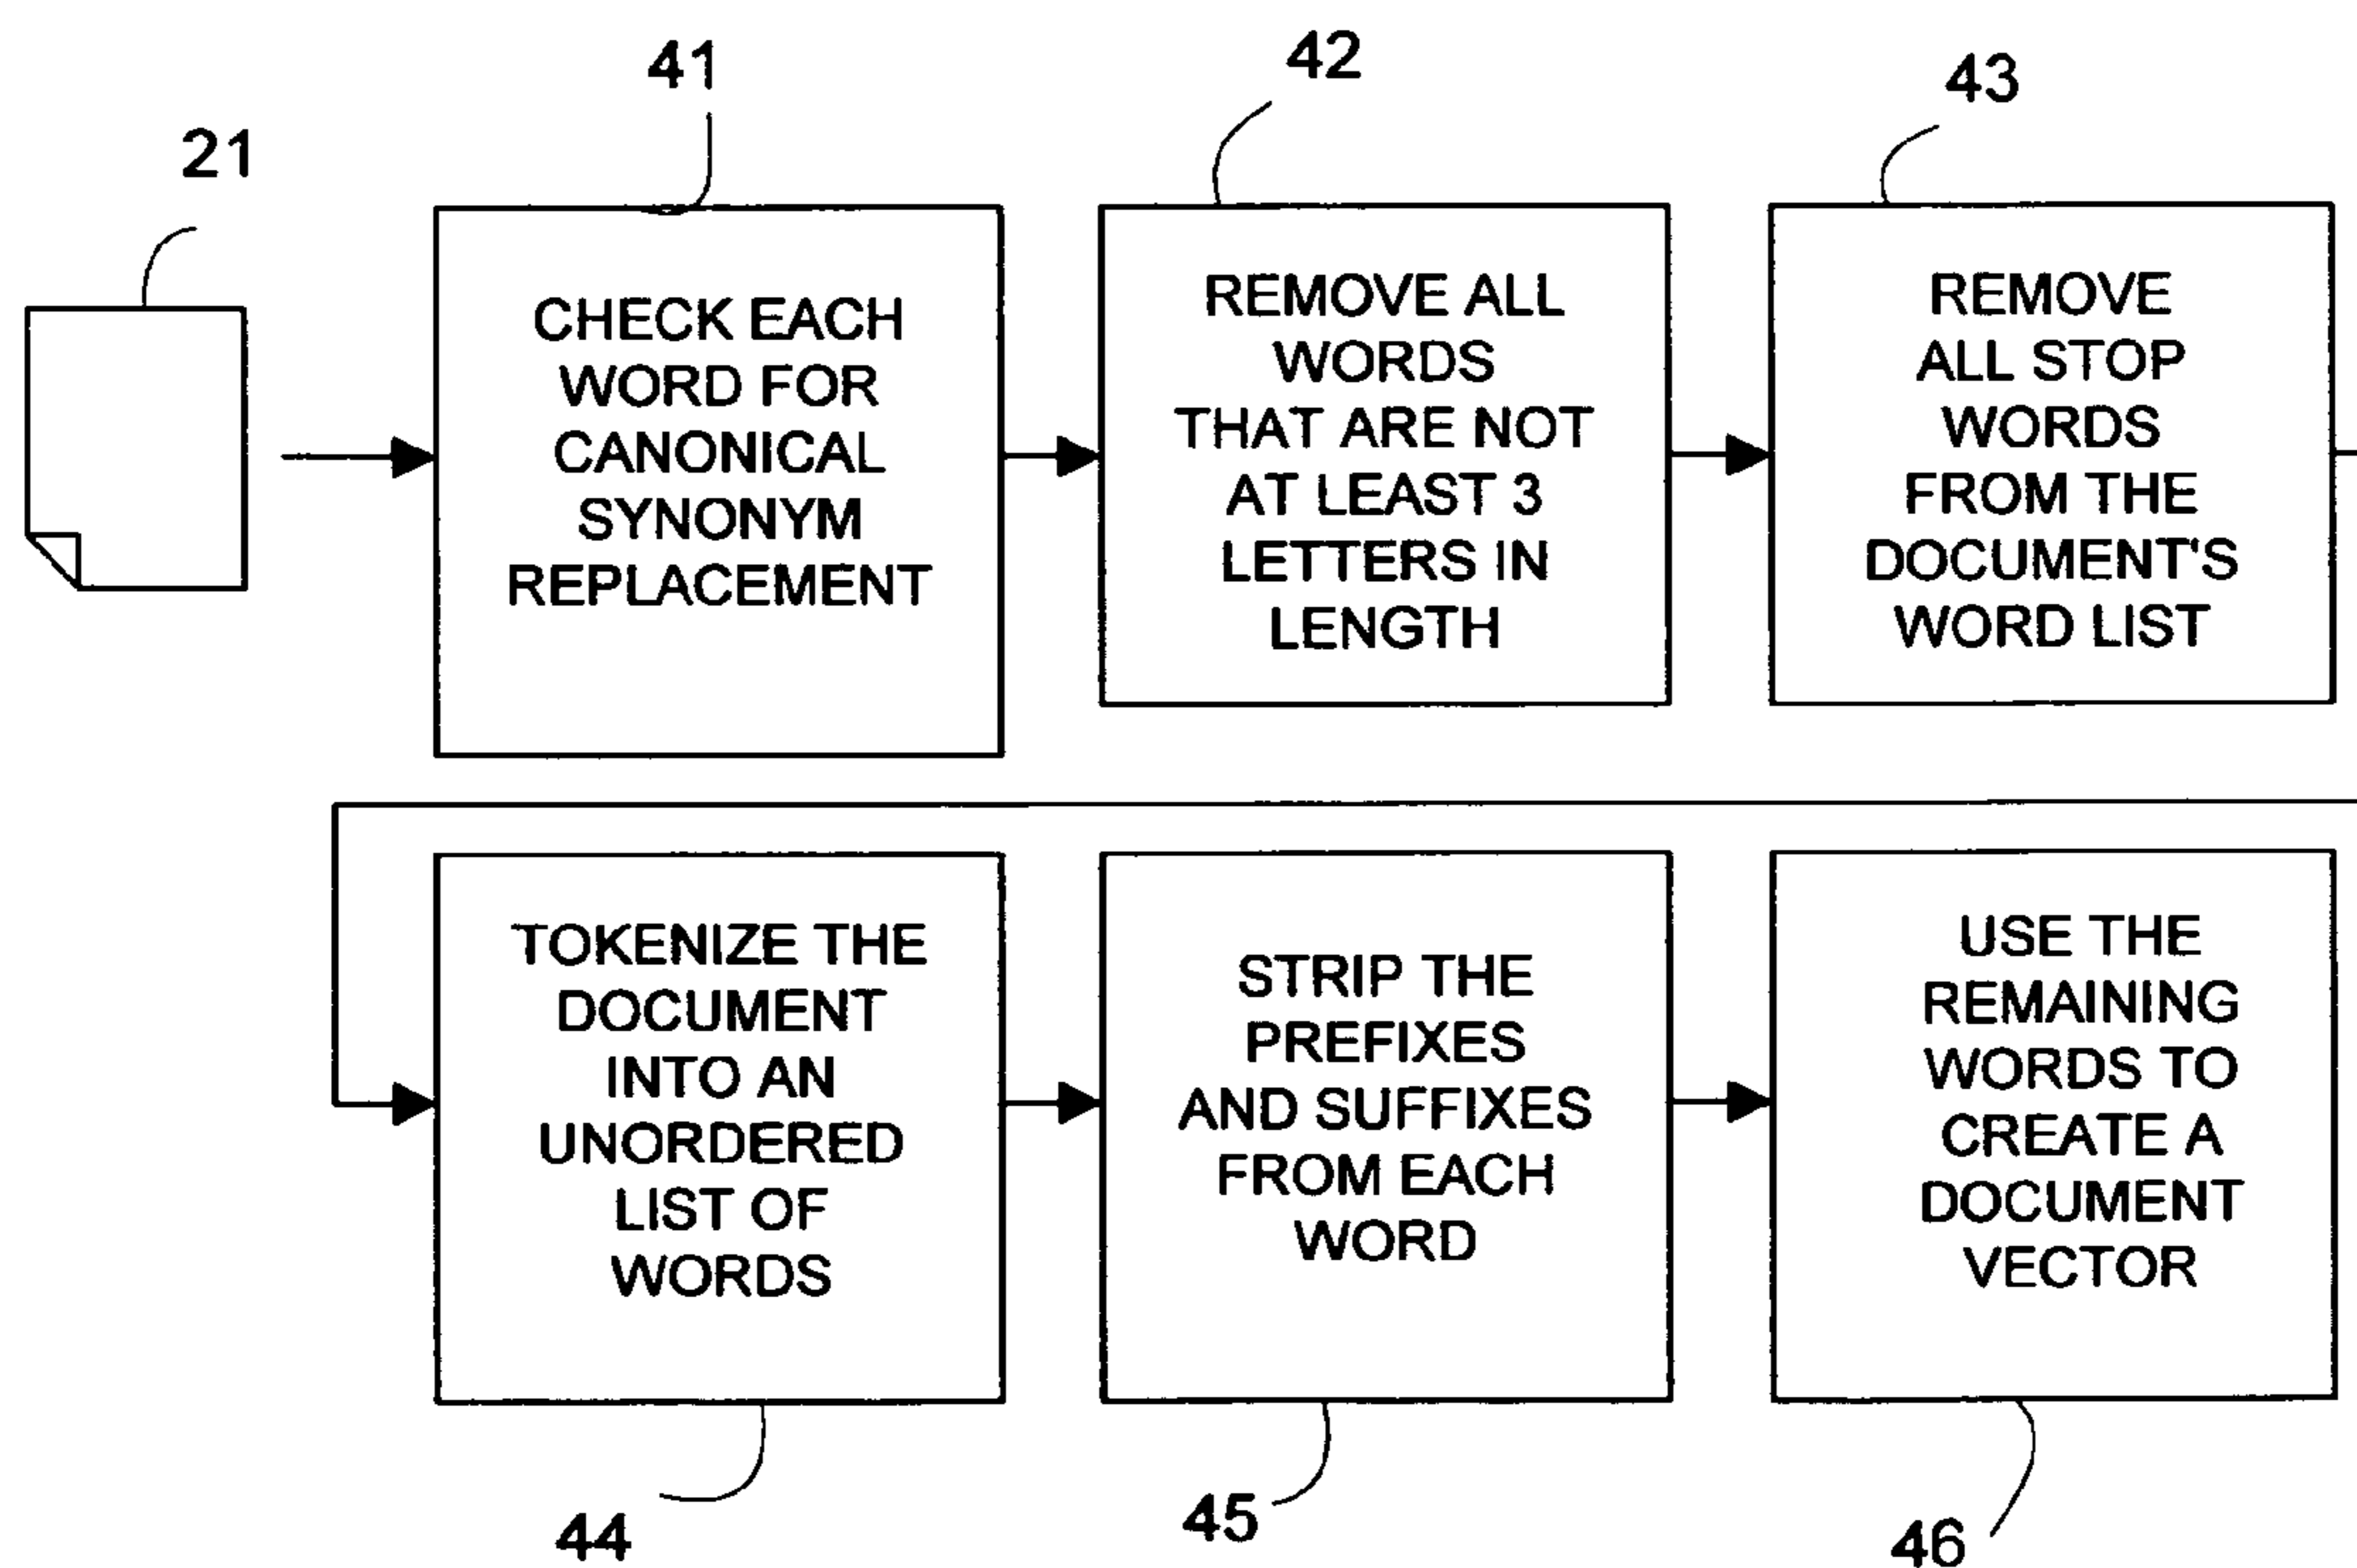 21
41
CHECK EACH
WORD FOR
CANONICAL
SYNONYM
REPLACEMENT
42
REMOVE ALL
WORDS
THAT ARE NOT
AT LEAST 3
LETTERS IN
LENGTH
43
REMOVE
ALL STOP
WORDS
FROM THE
DOCUMENT'S
WORD LIST
TOKENIZE THE
DOCUMENT
INTO AN
UNORDERED
LIST OF
WORDS
44
STRIP THE
PREFIXES
AND SUFFIXES
FROM EACH
WORD
45
USE THE
REMAINING
WORDS TO
CREATE A
DOCUMENT
VECTOR
46